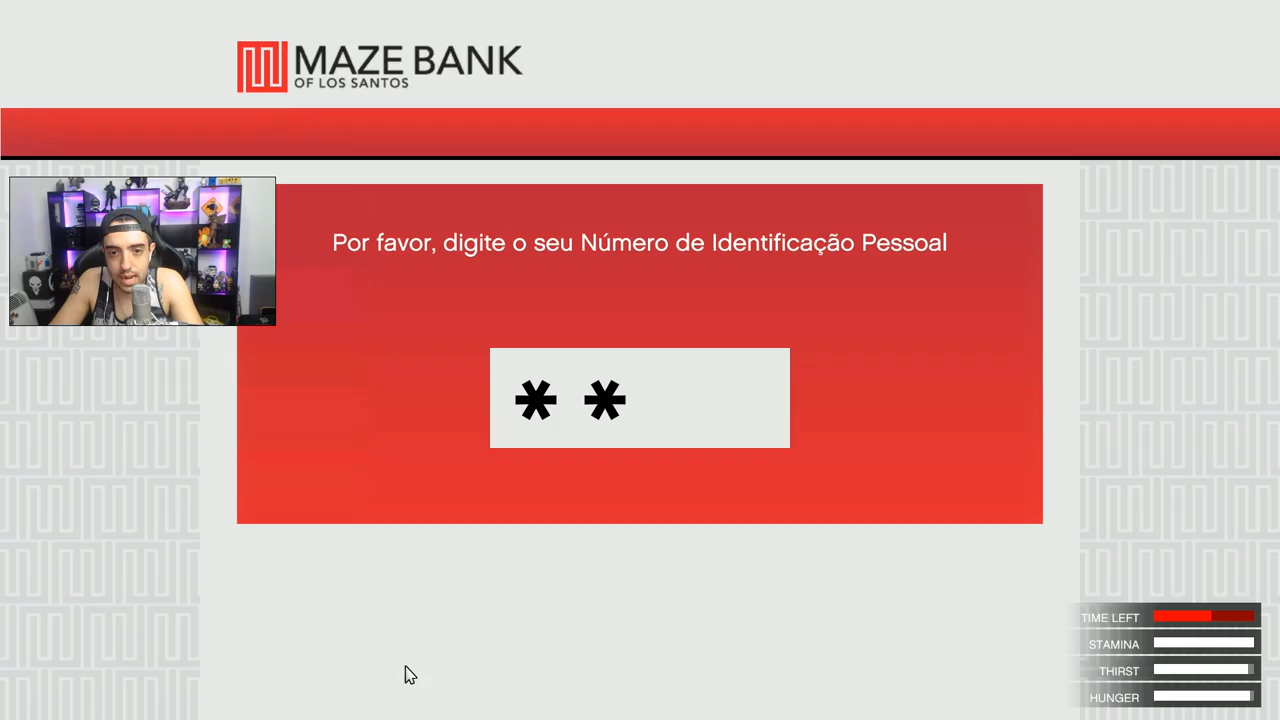 MAZE BANK
OF LOS SANTOS
Por favor, digite o seu Número de Identificação Pessoal
* *
TIME LEFT
STAMINA
THIRST
HUNGER